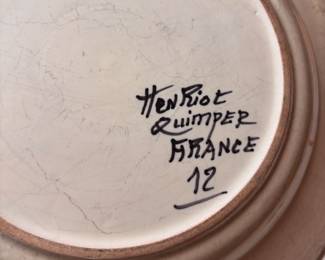 HenRiot
Quimper
FRANCE
12